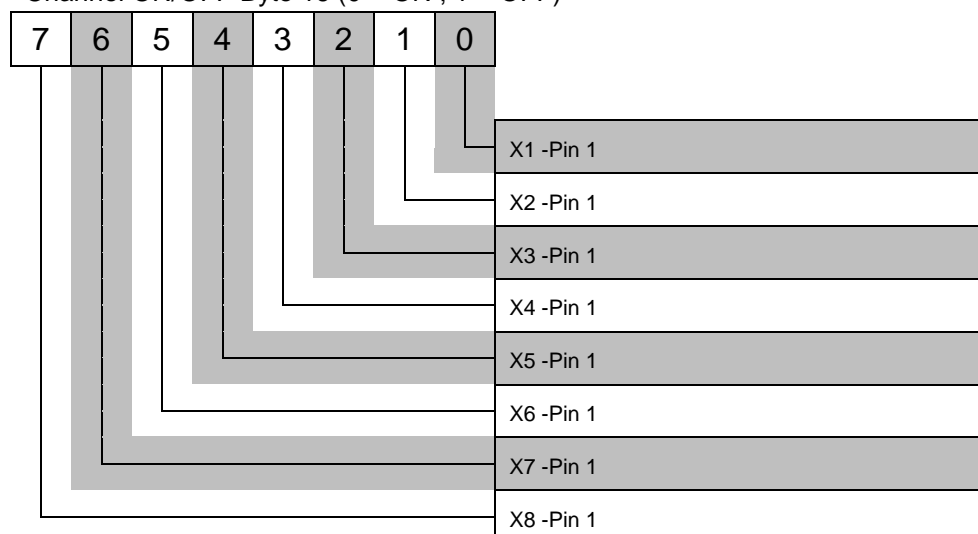 7 6 5 4 3 2 1 0
X1 -Pin 1
X2 -Pin 1
X3 -Pin 1
X4 -Pin 1
X5 -Pin 1
X6 -Pin 1
X7 -Pin 1
X8 -Pin 1